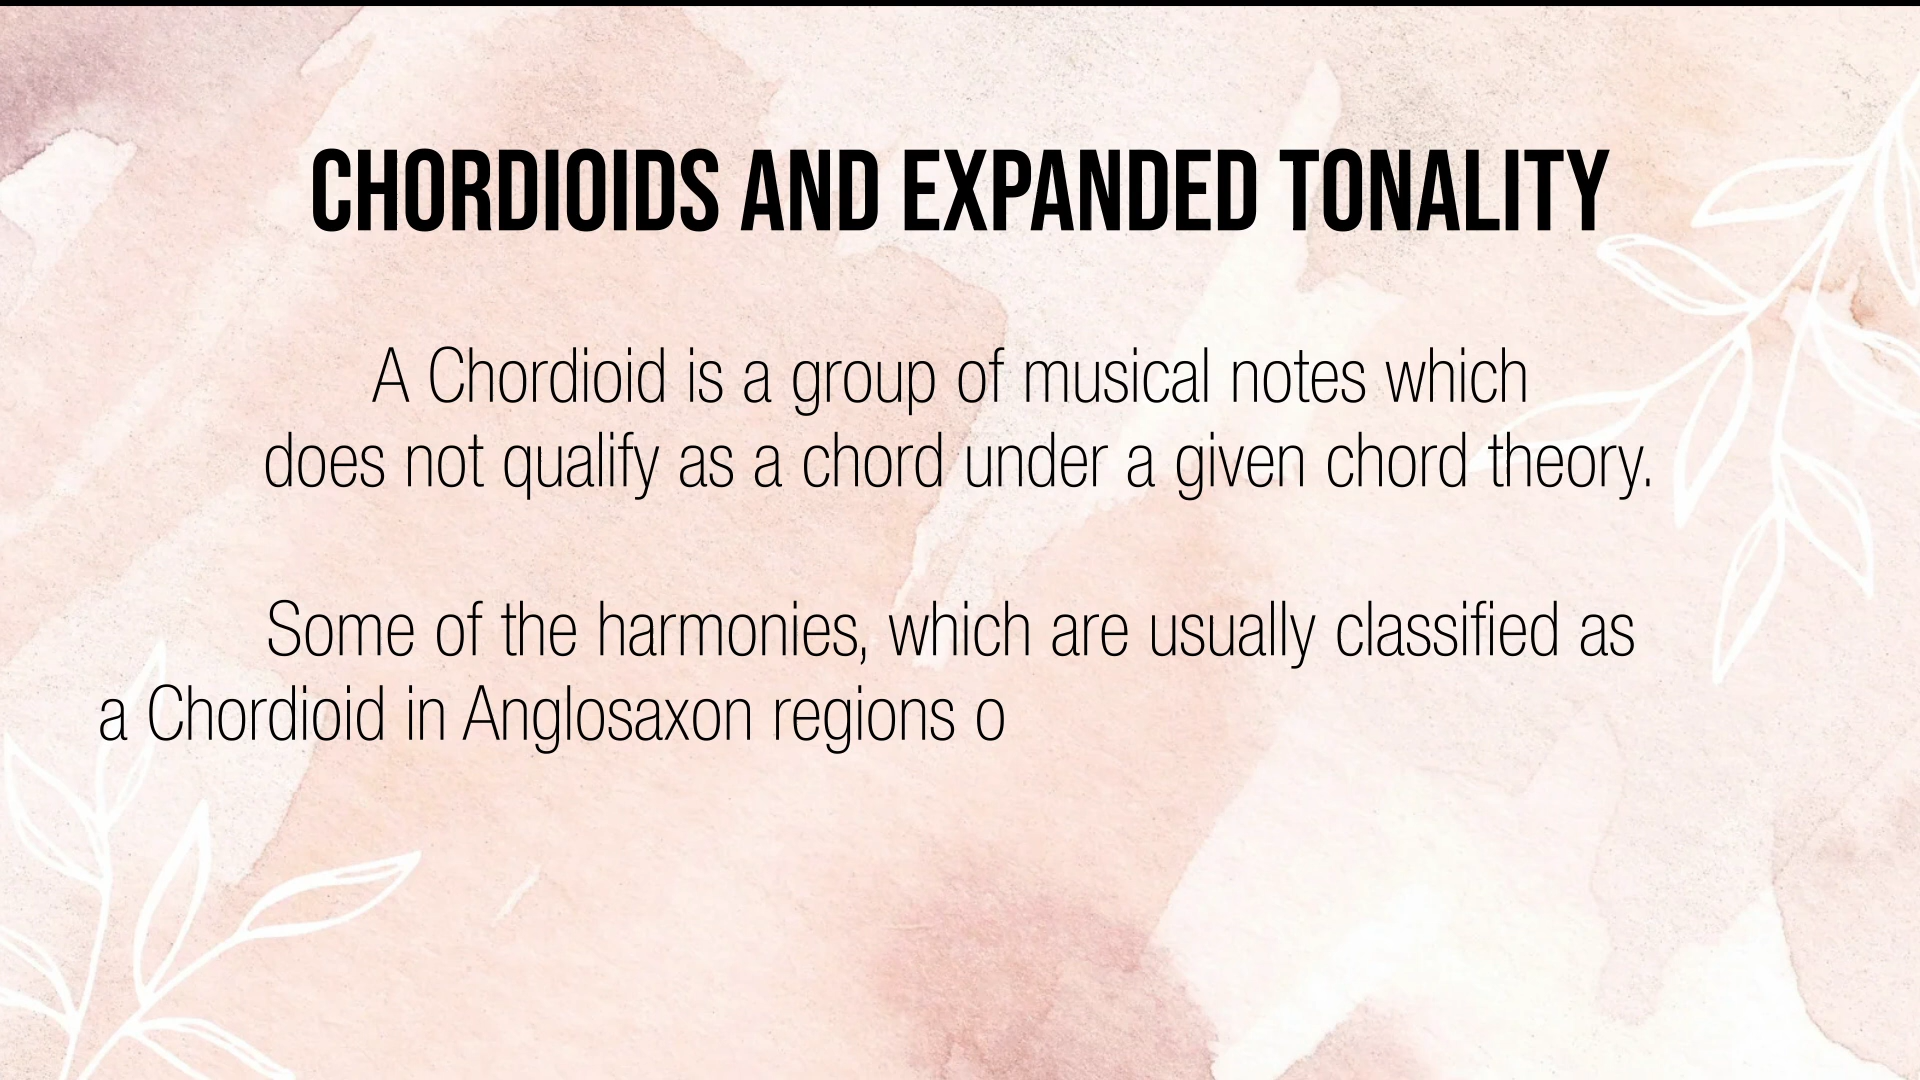 CHORDIOIDS AND EXPANDED TONALITY
A Chordioid is a group of musical notes which
does not qualify as a chord under a given chord theory.
Some of the harmonies, which are usually classified as
a Chordioid in Anglosaxon regions o